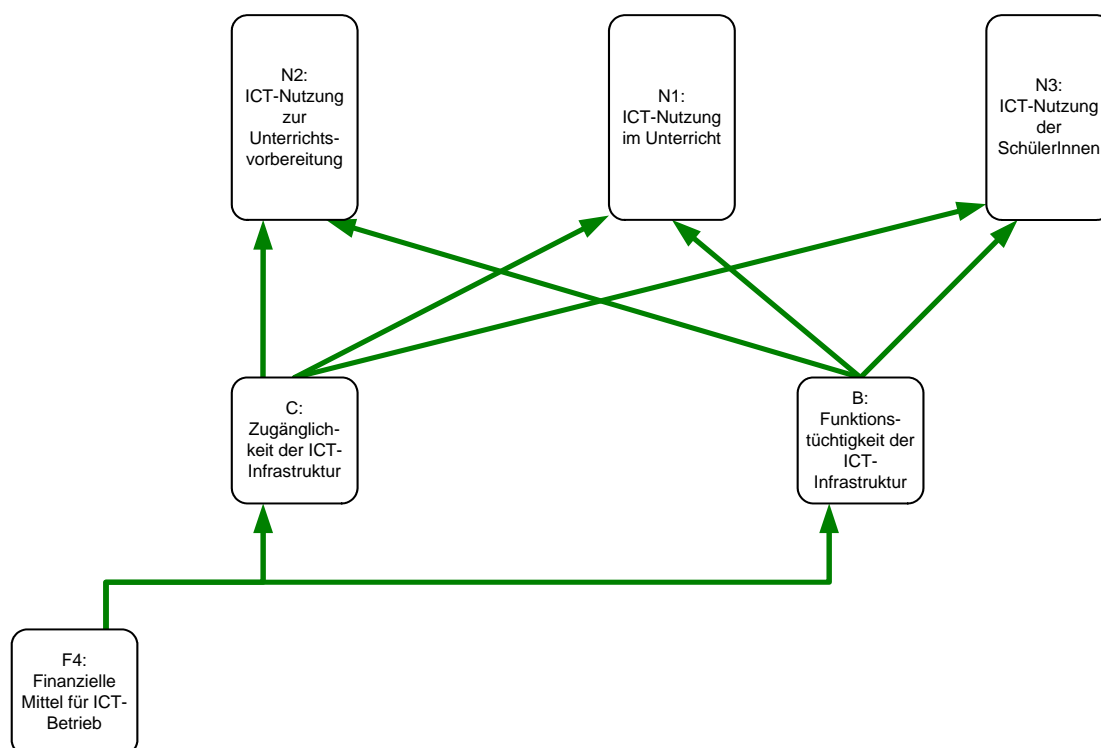 N2:
ICT-Nutzung
zur
Unterrichts-
vorbereitung
N1:
ICT-Nutzung
im Unterricht
N3:
ICT-Nutzung
der
SchülerInnen
C:
Zugänglich-
keit der ICT-
Infrastruktur
B:
Funktions-
tüchtigkeit der
ICT-
Infrastruktur
F4:
Finanzielle
Mittel für ICT-
Betrieb